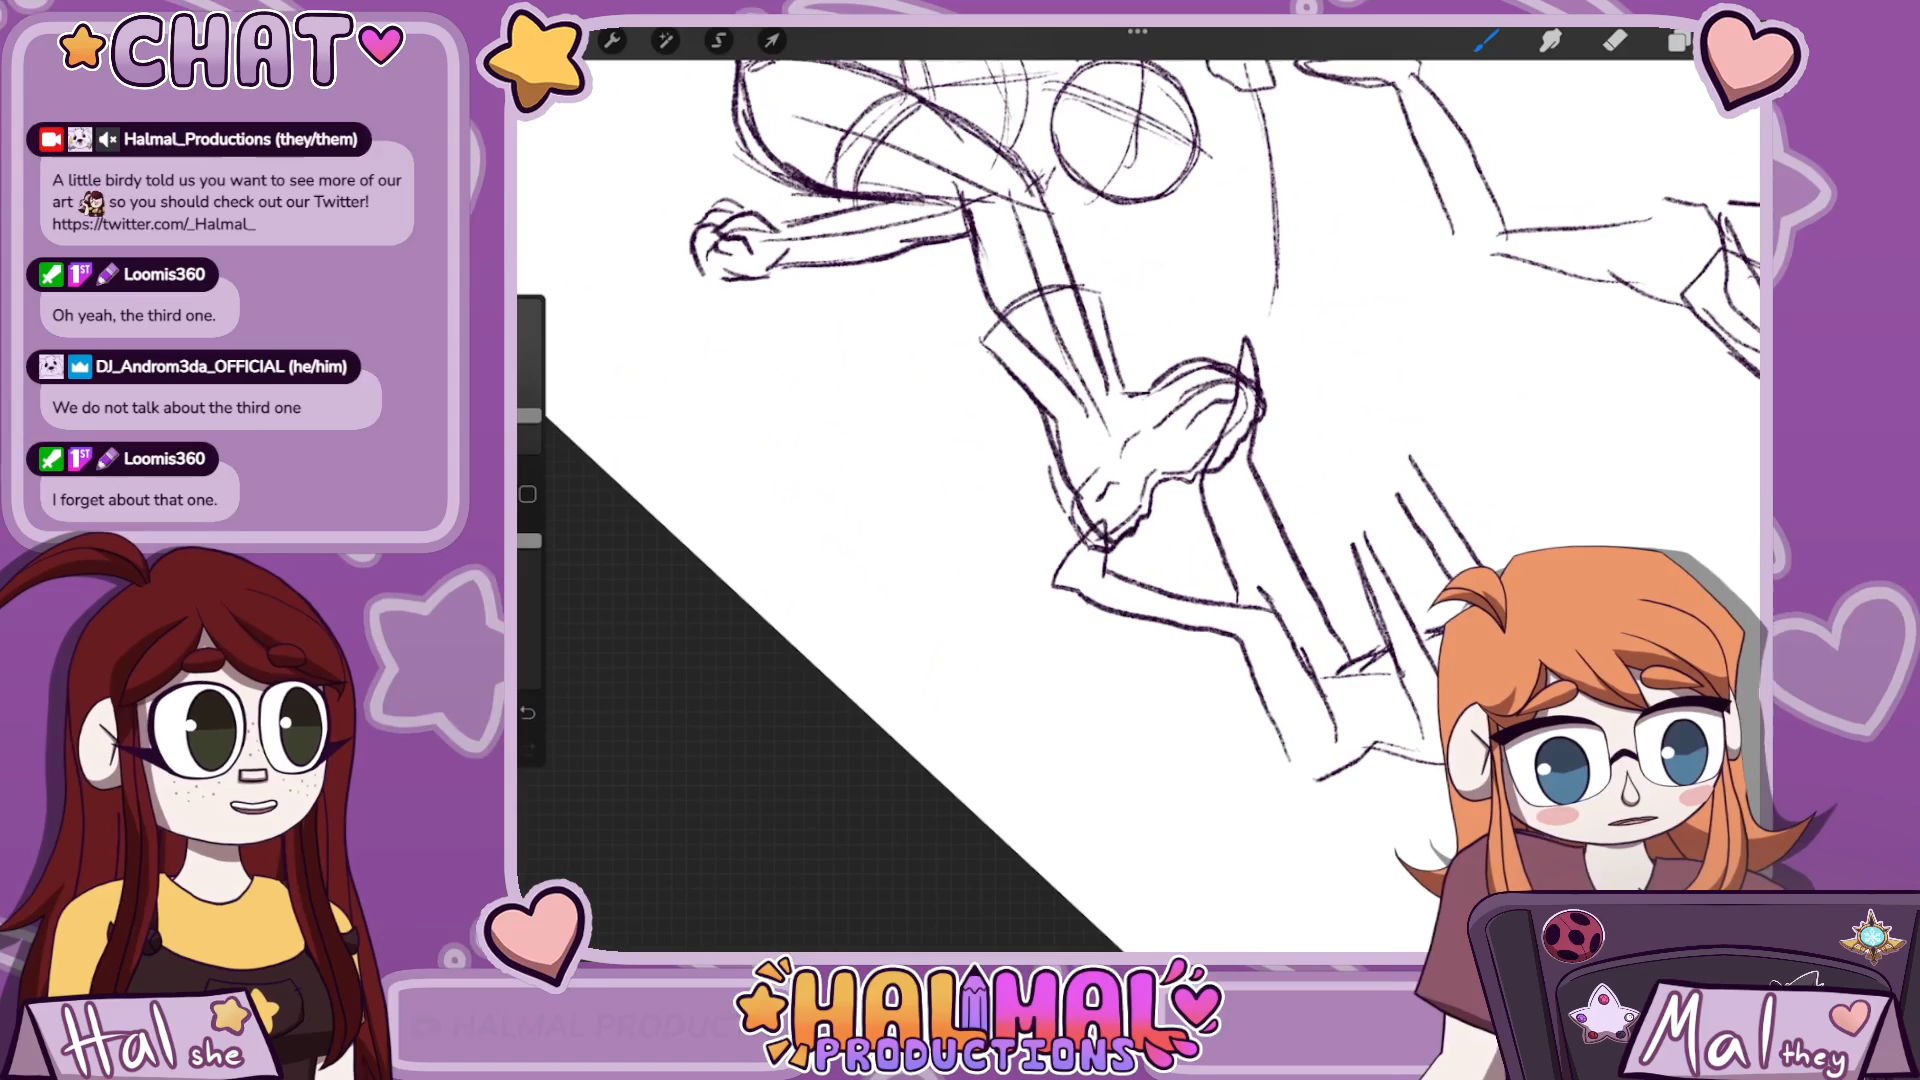 CHAT
Halmal_Productions (they/them)
A little birdy told us you want to see more of our
art so you should check out our Twitter!
https://twitter.com/_Halmal_
1ST Loomis360
Oh yeah, the third one.
DJ_Androm3da_OFFICIAL (he/him)
We do not talk about the third one
1ST Loomis360
I forget about that one.
Hal she
HALMAL PRODUC
HALMAL
PRODUCTIONS
Mal they